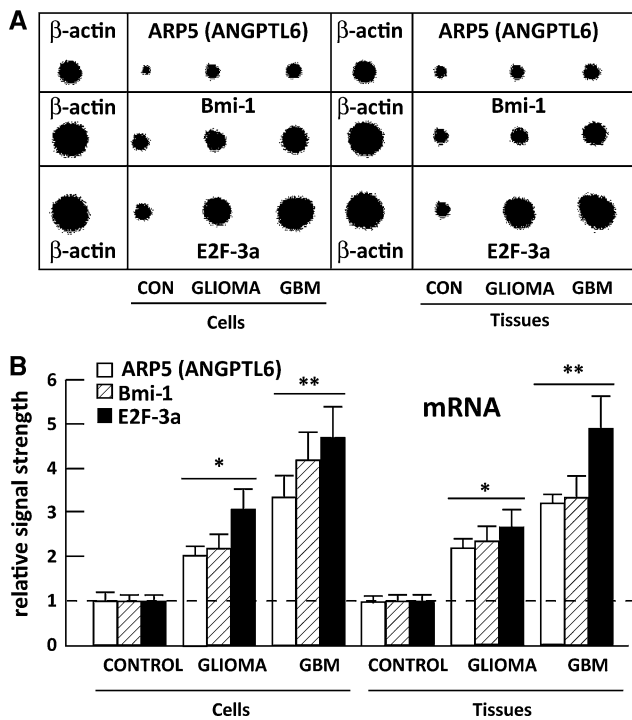 A
β-actin ARP5 (ANGPTL6) β-actin ARP5 (ANGPTL6)
β-actin Bmi-1 β-actin Bmi-1
β-actin E2F-3a β-actin E2F-3a
CON GLIOMA GBM CON GLIOMA GBM
Cells Tissues
B
ARP5 (ANGPTL6)
Bmi-1
E2F-3a
mRNA
relative signal strength
6
5
4
3
2
1
0
* ** * **
CONTROL GLIOMA GBM CONTROL GLIOMA GBM
Cells Tissues